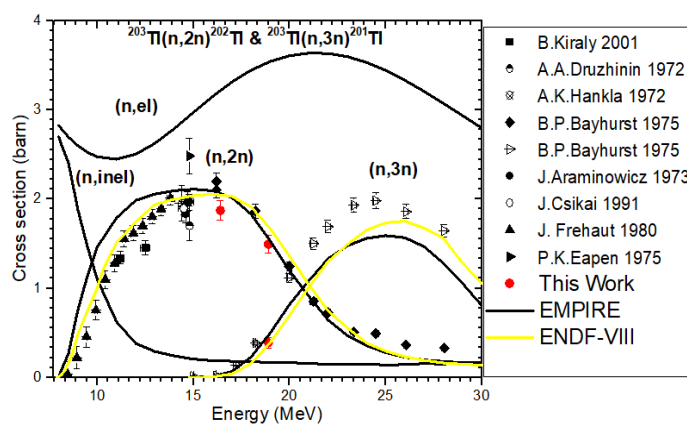 ²⁰³Tl(n,2n)²⁰²Tl & ²⁰³Tl(n,3n)²⁰¹Tl
(n,el)
(n,inel)
(n,2n)
(n,3n)
Cross section (barn)
4
3
2
1
0
10 15 20 25 30
Energy (MeV)
B.Kiraly 2001
A.A.Druzhinin 1972
A.K.Hankla 1972
B.P.Bayhurst 1975
B.P.Bayhurst 1975
J.Araminowicz 1973
J.Csikai 1991
J. Frehaut 1980
P.K.Eapen 1975
This Work
EMPIRE
ENDF-VIII